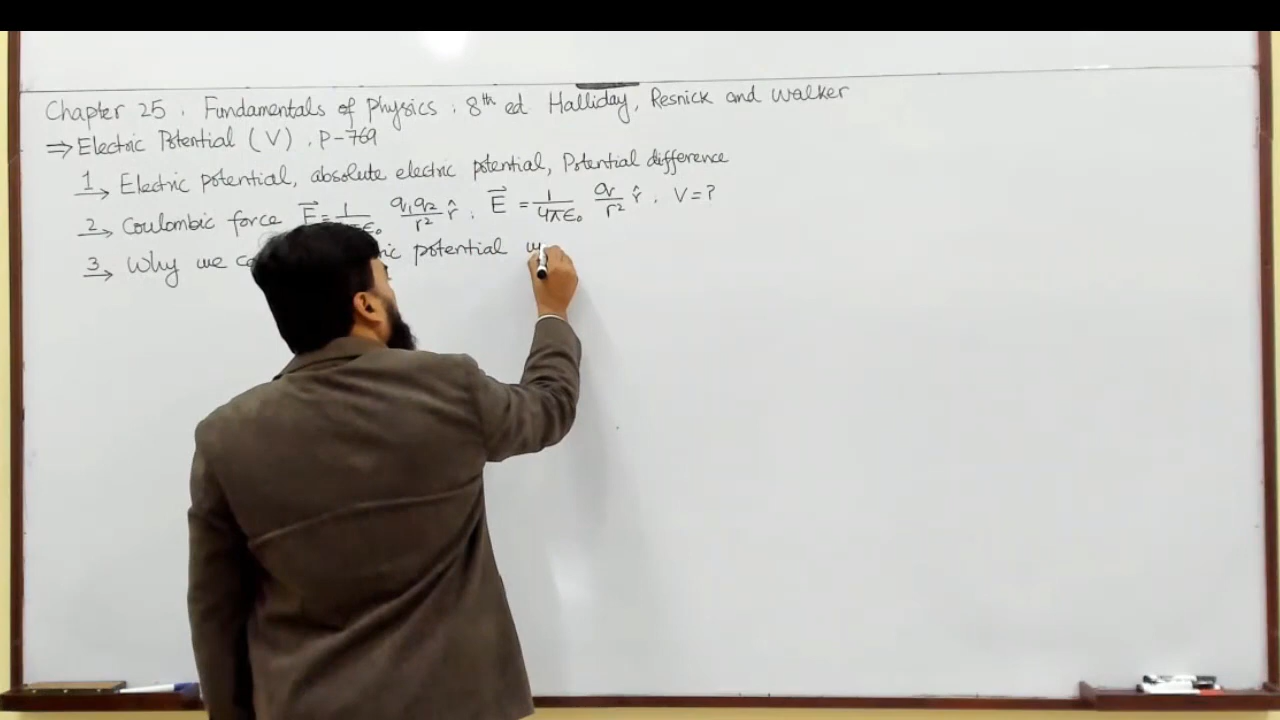 Chapter 25 . Fundamentals of Physics . 8th ed Halliday, Resnick and Walker
⇒ Electric Potential (V) . P-769
1→ Electric potential, absolute electric potential, Potential difference
2→ Coulombic force F⃗ = 1/4πε₀ q₁q₂/r² r̂ . E⃗ = 1/4πε₀ q/r² r̂ . V = ?
3→ Why we potential